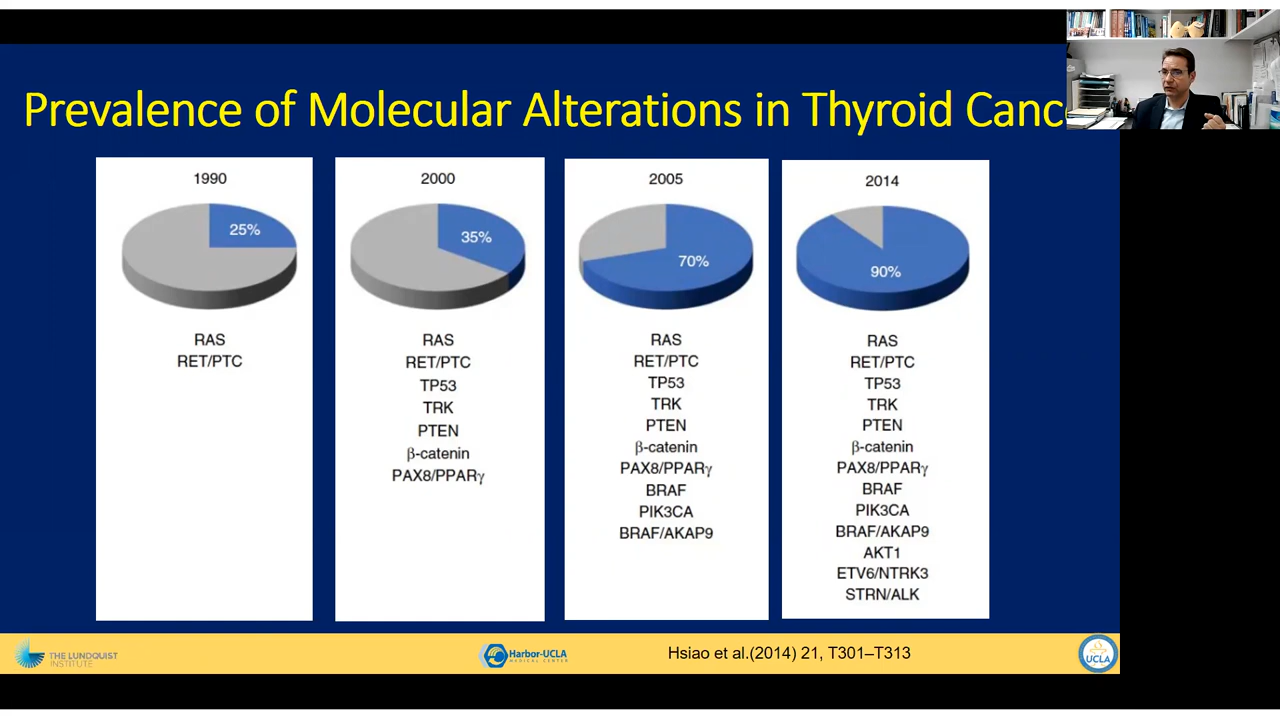 Prevalence of Molecular Alterations in Thyroid Canc
1990
25%
RAS
RET/PTC
2000
35%
RAS
RET/PTC
TP53
TRK
PTEN
β-catenin
PAX8/PPARγ
2005
70%
RAS
RET/PTC
TP53
TRK
PTEN
β-catenin
PAX8/PPARγ
BRAF
PIK3CA
BRAF/AKAP9
2014
90%
RAS
RET/PTC
TP53
TRK
PTEN
β-catenin
PAX8/PPARγ
BRAF
PIK3CA
BRAF/AKAP9
AKT1
ETV6/NTRK3
STRN/ALK
THE LUNDQUIST
INSTITUTE
Harbor-UCLA
MEDICAL CENTER
Hsiao et al.(2014) 21, T301–T313
UCLA